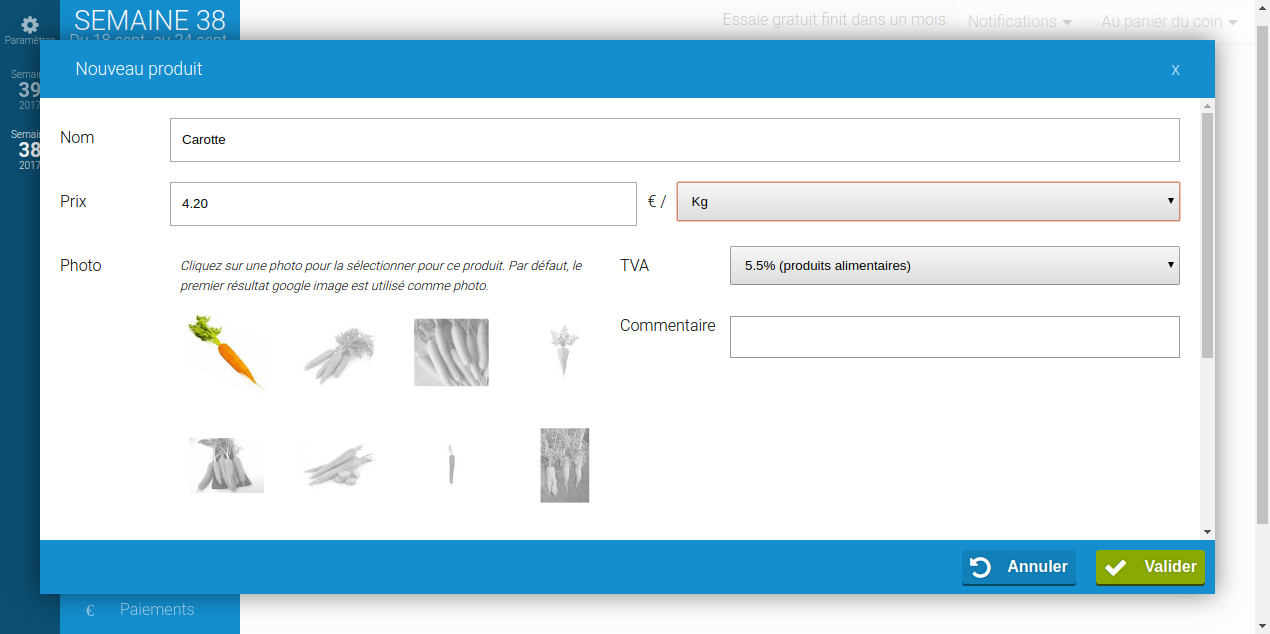 SEMAINE 38
Essaie gratuit finit dans un mois
Notifications
Au panier du coin
Paramètres
Du 18 sept. au 24 sept.
Nouveau produit
X
39
2017
38
2017
Nom
Carotte
Prix
4.20
€ /
Kg
Photo
Cliquez sur une photo pour la sélectionner pour ce produit. Par défaut, le
premier résultat google image est utilisé comme photo.
TVA
5.5% (produits alimentaires)
Commentaire
Annuler
Valider
€ Paiements